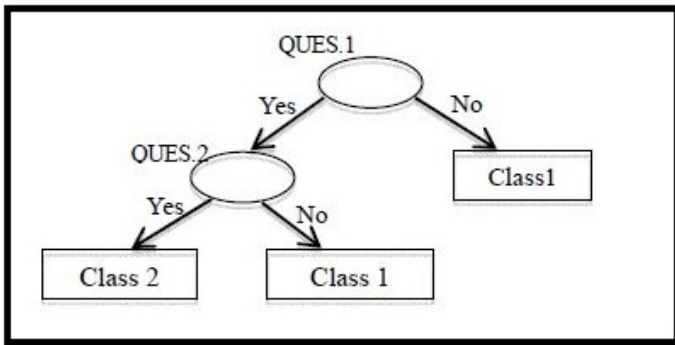 QUES.1
Yes
No
QUES.2
Class1
Yes
No
Class 2
Class 1